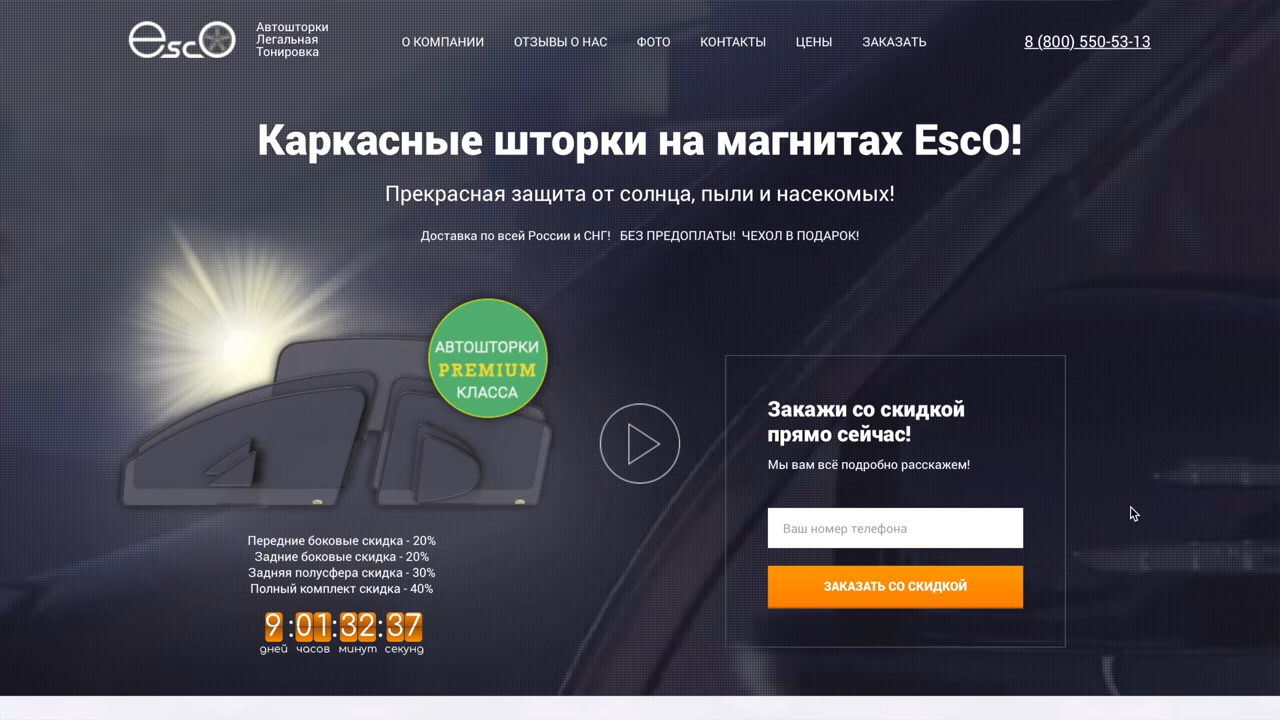 EscO
Автошторки
Легальная
Тонировка
О КОМПАНИИ ОТЗЫВЫ О НАС ФОТО КОНТАКТЫ ЦЕНЫ ЗАКАЗАТЬ
8 (800) 550-53-13
Каркасные шторки на магнитах EscO!
Прекрасная защита от солнца, пыли и насекомых!
Доставка по всей России и СНГ! БЕЗ ПРЕДОПЛАТЫ! ЧЕХОЛ В ПОДАРОК!
АВТОШТОРКИ
PREMIUM
КЛАССА
Передние боковые скидка - 20%
Задние боковые скидка - 20%
Задняя полусфера скидка - 30%
Полный комплект скидка - 40%
9 : 01 : 32 : 37
дней часов минут секунд
Закажи со скидкой
прямо сейчас!
Мы вам всё подробно расскажем!
Ваш номер телефона
ЗАКАЗАТЬ СО СКИДКОЙ